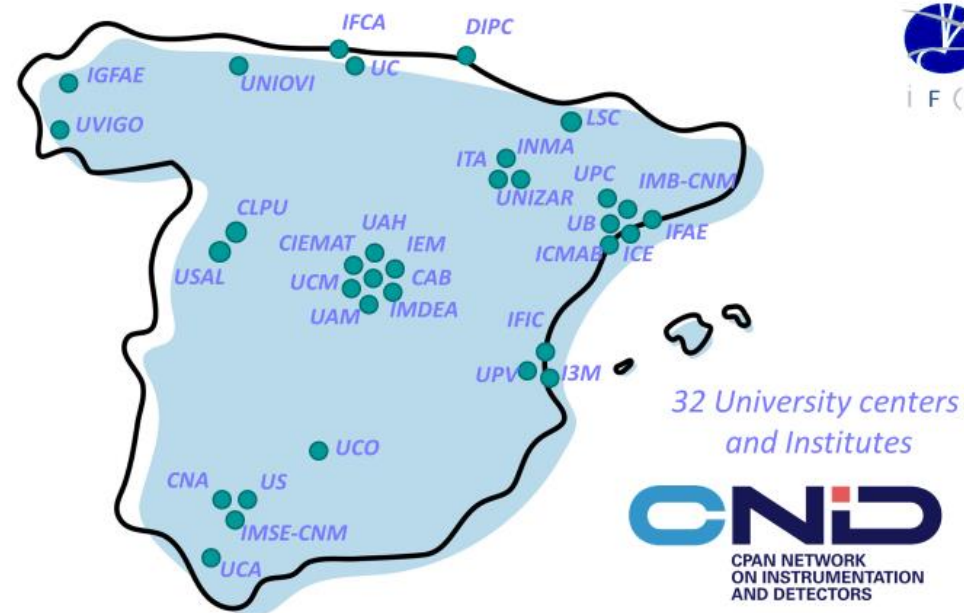 IFCA
DIPC
IGFAE
UNIOVI
UC
UVIGO
LSC
INMA
ITA
UNIZAR
UPC
IMB-CNM
UB
IFAE
ICMAB
ICE
CLPU
USAL
UAH
CIEMAT
IEM
UCM
CAB
UAM
IMDEA
IFIC
UPV
I3M
32 University centers
and Institutes
UCO
CNA
US
IMSE-CNM
UCA
CNiD
CPAN NETWORK
ON INSTRUMENTATION
AND DETECTORS